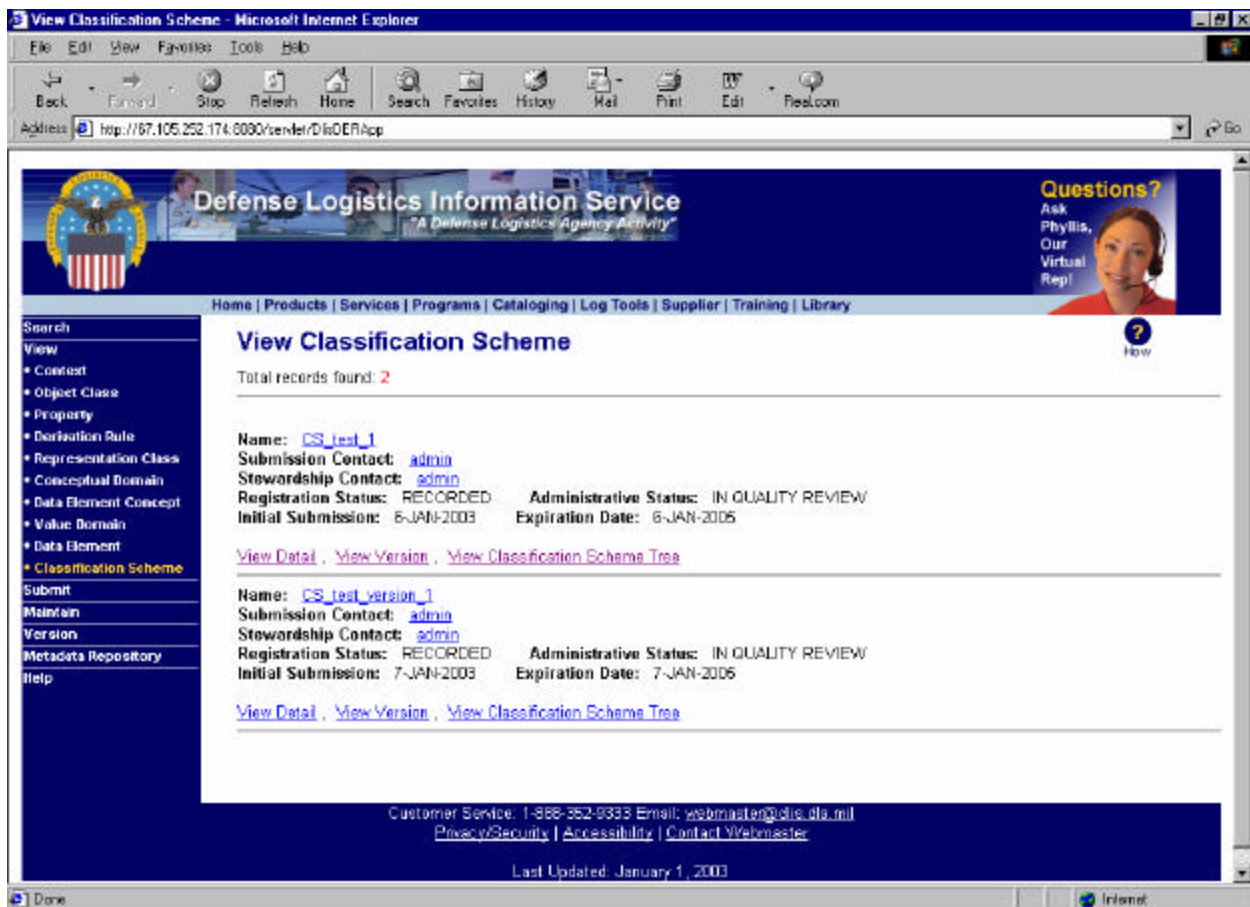 View Classification Scheme - Microsoft Internet Explorer
File Edit View Favorites Tools Help
Back Forward Stop Refresh Home Search Favorites History Mail Print Edit Real.com
Address http://67.105.252.174:8080/servlet/DlisDERApp Go
Defense Logistics Information Service
"A Defense Logistics Agency Activity"
Questions?
Ask
Phyllis,
Our
Virtual
Rep!
Home | Products | Services | Programs | Cataloging | Log Tools | Supplier | Training | Library
Search
View
• Context
• Object Class
• Property
• Derivation Rule
• Representation Class
• Conceptual Domain
• Data Element Concept
• Value Domain
• Data Element
• Classification Scheme
Submit
Maintain
Version
Metadata Repository
Help
View Classification Scheme
?
How
Total records found: 2
Name: CS_test_1
Submission Contact: admin
Stewardship Contact: admin
Registration Status: RECORDED Administrative Status: IN QUALITY REVIEW
Initial Submission: 6-JAN-2003 Expiration Date: 6-JAN-2006
View Detail , View Version , View Classification Scheme Tree
Name: CS_test_version_1
Submission Contact: admin
Stewardship Contact: admin
Registration Status: RECORDED Administrative Status: IN QUALITY REVIEW
Initial Submission: 7-JAN-2003 Expiration Date: 7-JAN-2006
View Detail , View Version , View Classification Scheme Tree
Customer Service: 1-888-352-9333 Email: webmaster@dlis.dla.mil
Privacy/Security | Accessibility | Contact Webmaster
Last Updated: January 1, 2003
Done Internet